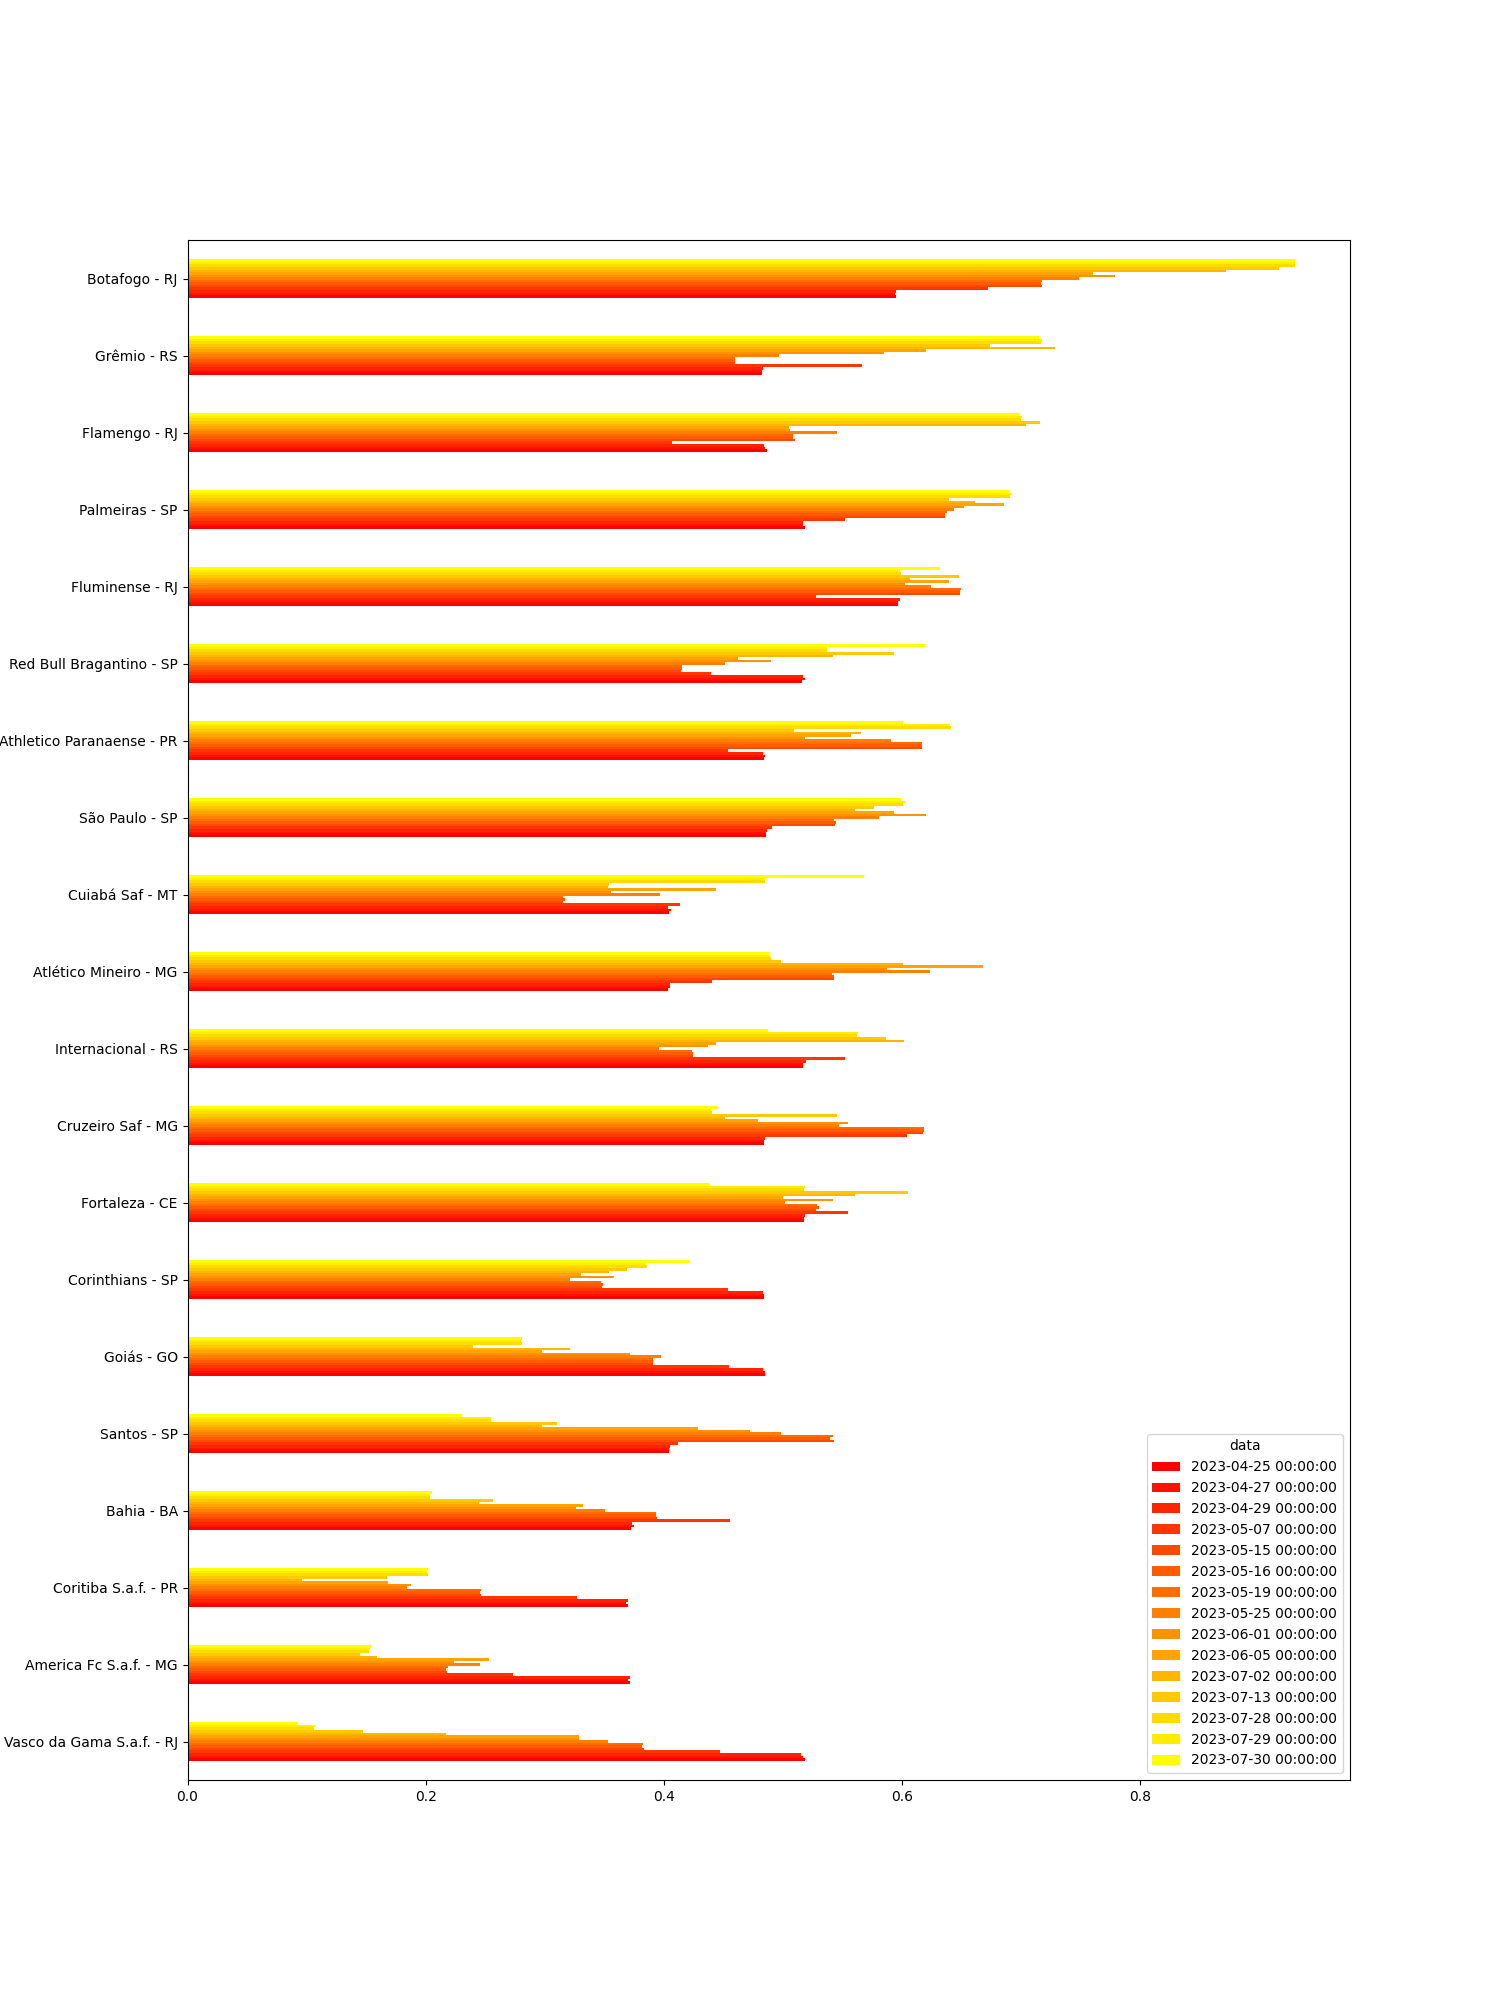 Botafogo - RJ
Grêmio - RS
Flamengo - RJ
Palmeiras - SP
Fluminense - RJ
Red Bull Bragantino - SP
Athletico Paranaense - PR
São Paulo - SP
Cuiabá Saf - MT
Atlético Mineiro - MG
Internacional - RS
Cruzeiro Saf - MG
Fortaleza - CE
Corinthians - SP
Goiás - GO
Santos - SP
Bahia - BA
Coritiba S.a.f. - PR
America Fc S.a.f. - MG
Vasco da Gama S.a.f. - RJ
0.0 0.2 0.4 0.6 0.8
data
2023-04-25 00:00:00
2023-04-27 00:00:00
2023-04-29 00:00:00
2023-05-07 00:00:00
2023-05-15 00:00:00
2023-05-16 00:00:00
2023-05-19 00:00:00
2023-05-25 00:00:00
2023-06-01 00:00:00
2023-06-05 00:00:00
2023-07-02 00:00:00
2023-07-13 00:00:00
2023-07-28 00:00:00
2023-07-29 00:00:00
2023-07-30 00:00:00